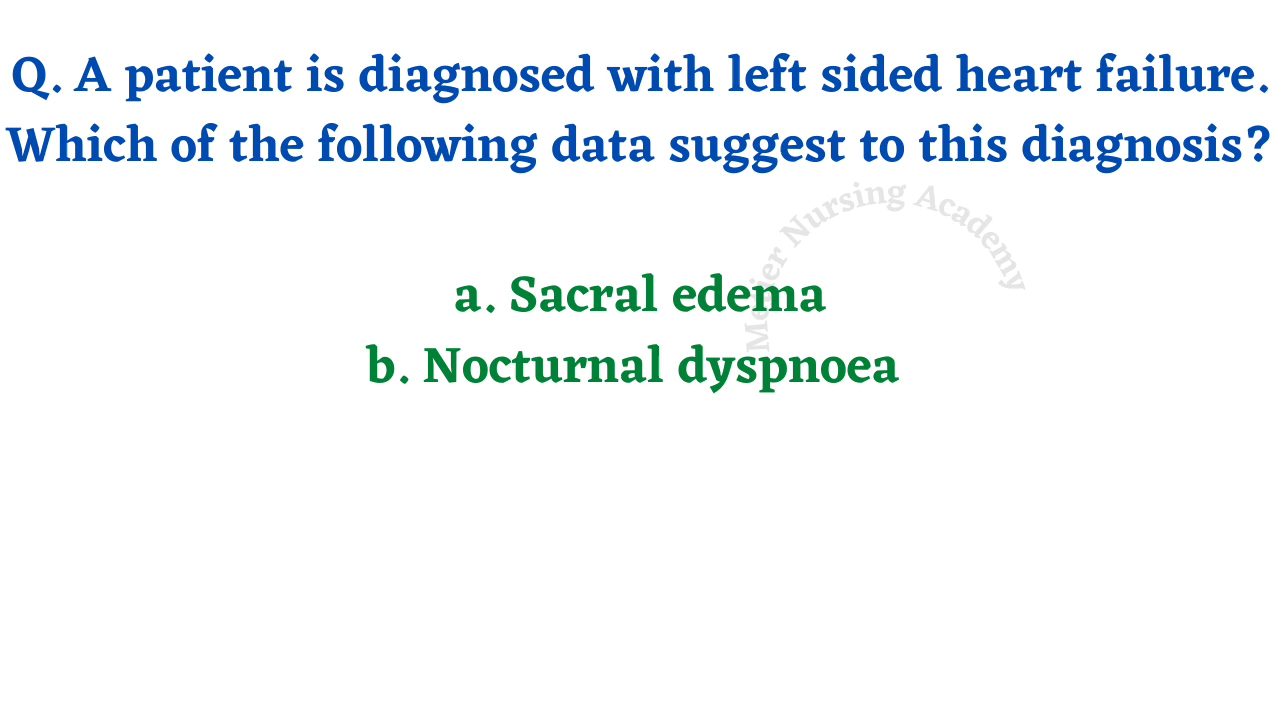 Q. A patient is diagnosed with left sided heart failure.
Which of the following data suggest to this diagnosis?
Nursing Academy
a. Sacral edema
b. Nocturnal dyspnoea